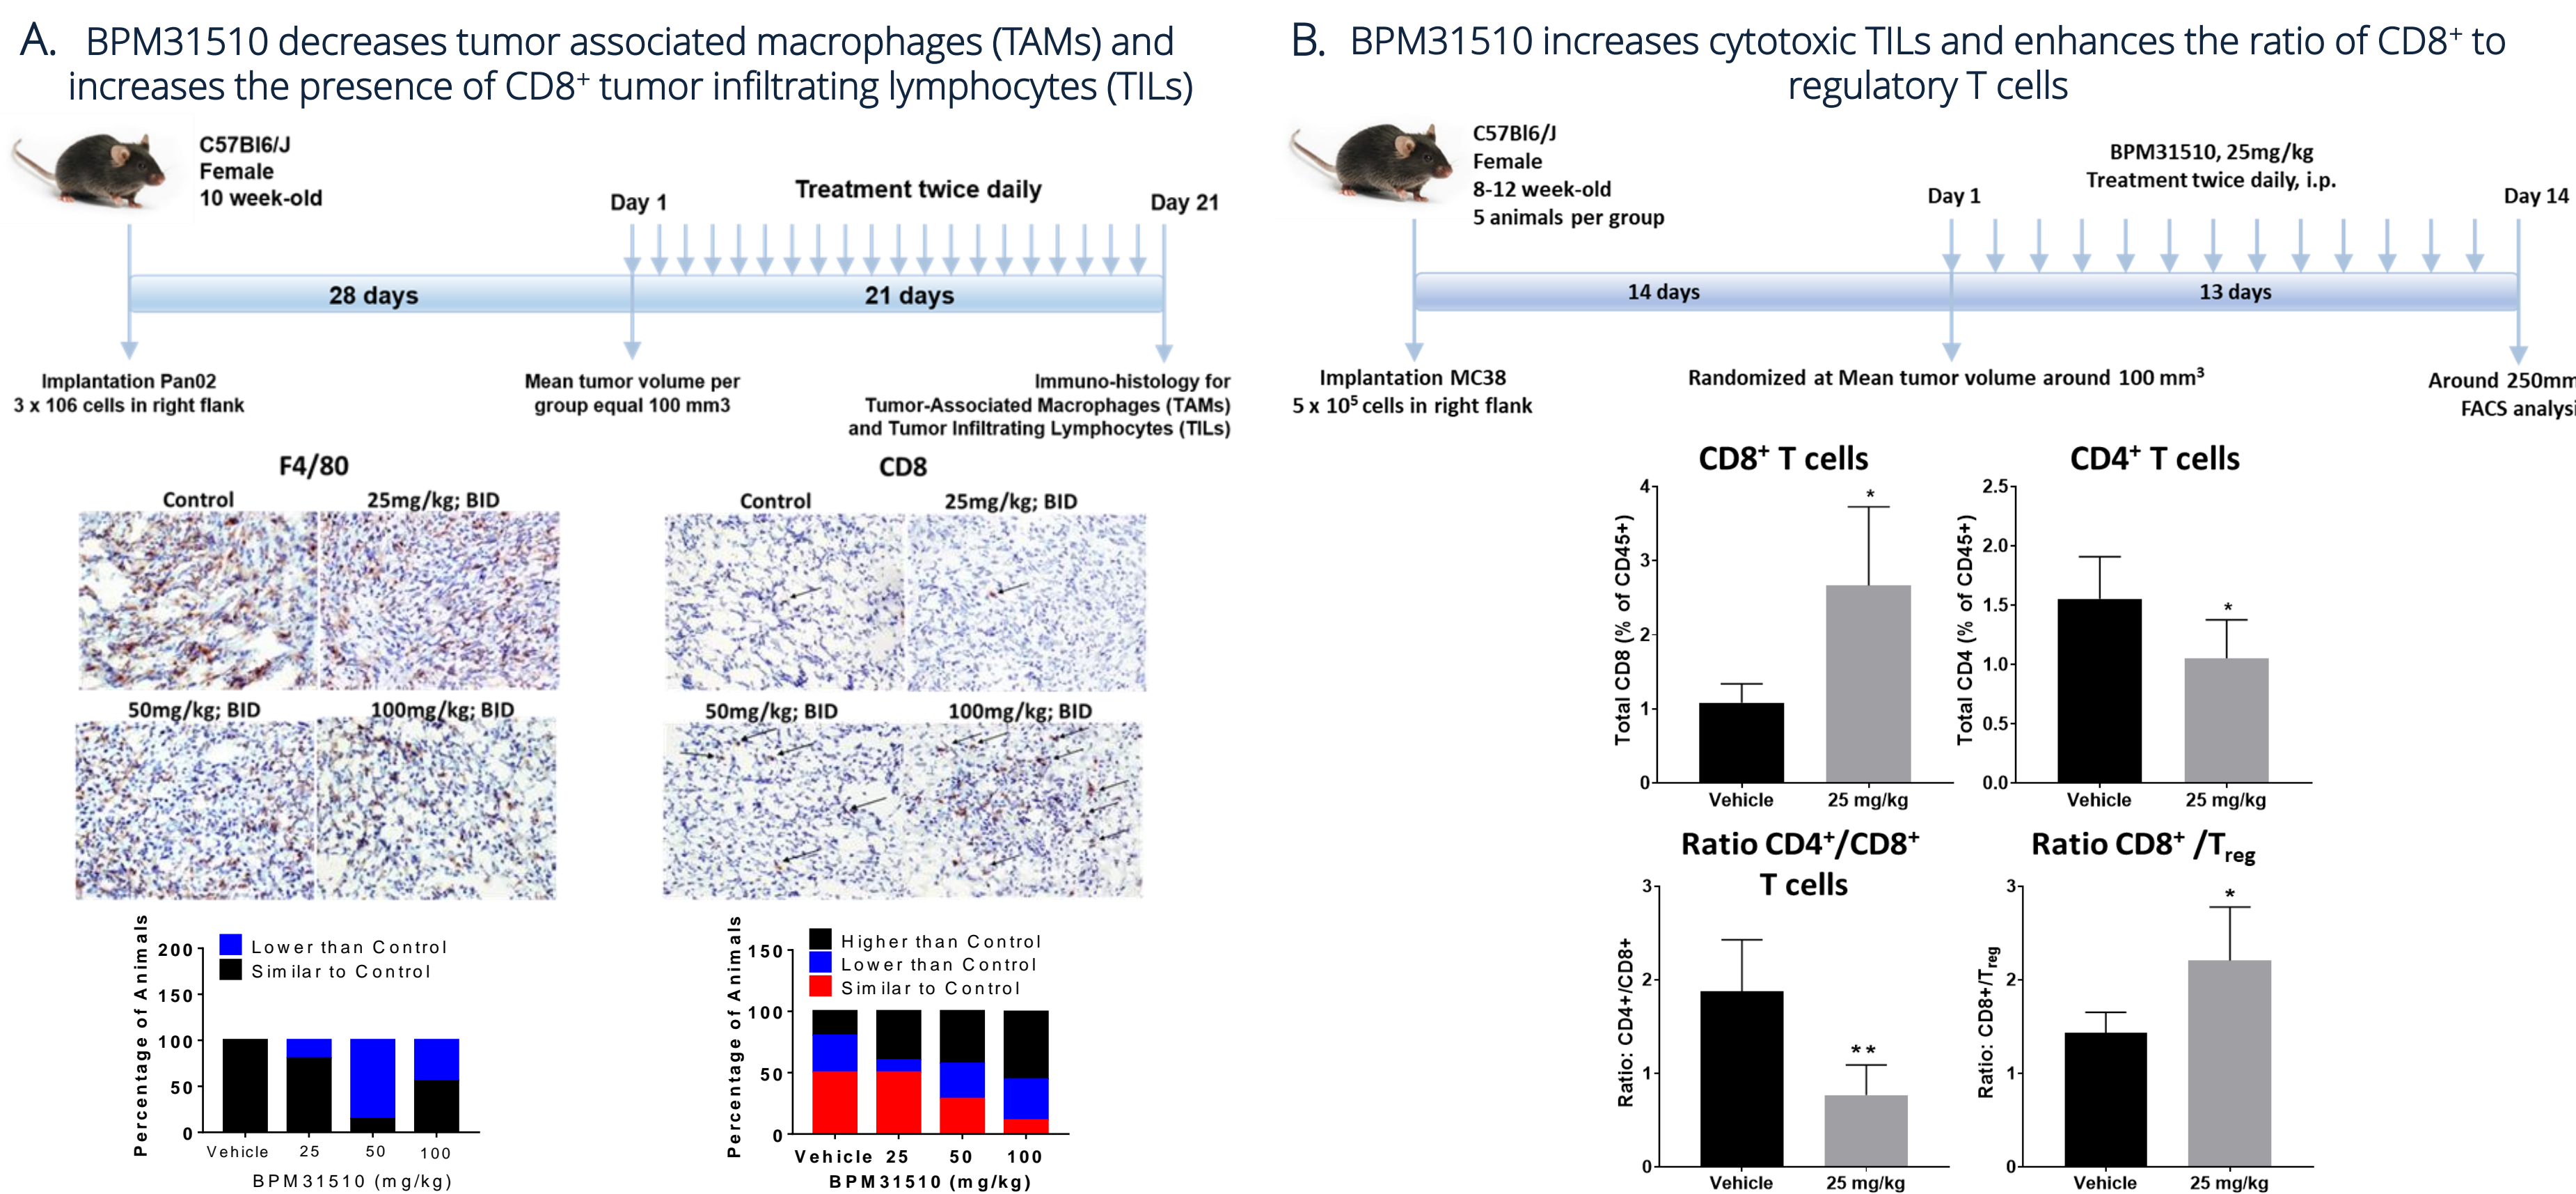 A. BPM31510 decreases tumor associated macrophages (TAMs) and
increases the presence of CD8⁺ tumor infiltrating lymphocytes (TILs)
C57Bl6/J
Female
10 week-old
Day 1
Treatment twice daily
Day 21
28 days
21 days
Implantation Pan02
3 x 106 cells in right flank
Mean tumor volume per
group equal 100 mm3
Immuno-histology for
Tumor-Associated Macrophages (TAMs)
and Tumor Infiltrating Lymphocytes (TILs)
F4/80
Control
25mg/kg; BID
50mg/kg; BID
100mg/kg; BID
CD8
Control
25mg/kg; BID
50mg/kg; BID
100mg/kg; BID
Percentage of Animals
200
150
100
50
0
Lower than Control
Similar to Control
Vehicle 25 50 100
BPM31510 (mg/kg)
Percentage of Animals
150
100
50
0
Higher than Control
Lower than Control
Similar to Control
Vehicle 25 50 100
BPM31510 (mg/kg)
B. BPM31510 increases cytotoxic TILs and enhances the ratio of CD8⁺ to
regulatory T cells
C57Bl6/J
Female
8-12 week-old
5 animals per group
Day 1
BPM31510, 25mg/kg
Treatment twice daily, i.p.
Day 14
14 days
13 days
Implantation MC38
5 x 10⁵ cells in right flank
Randomized at Mean tumor volume around 100 mm³
Around 250mm
FACS analysi
CD8⁺ T cells
Total CD8 (% of CD45+)
4
3
2
1
0
*
Vehicle 25 mg/kg
CD4⁺ T cells
Total CD4 (% of CD45+)
2.5
2.0
1.5
1.0
0.5
0.0
*
Vehicle 25 mg/kg
Ratio CD4⁺/CD8⁺
T cells
Ratio: CD4+/CD8+
3
2
1
0
**
Vehicle 25 mg/kg
Ratio CD8⁺ /Treg
Ratio: CD8+/Treg
3
2
1
0
*
Vehicle 25 mg/kg